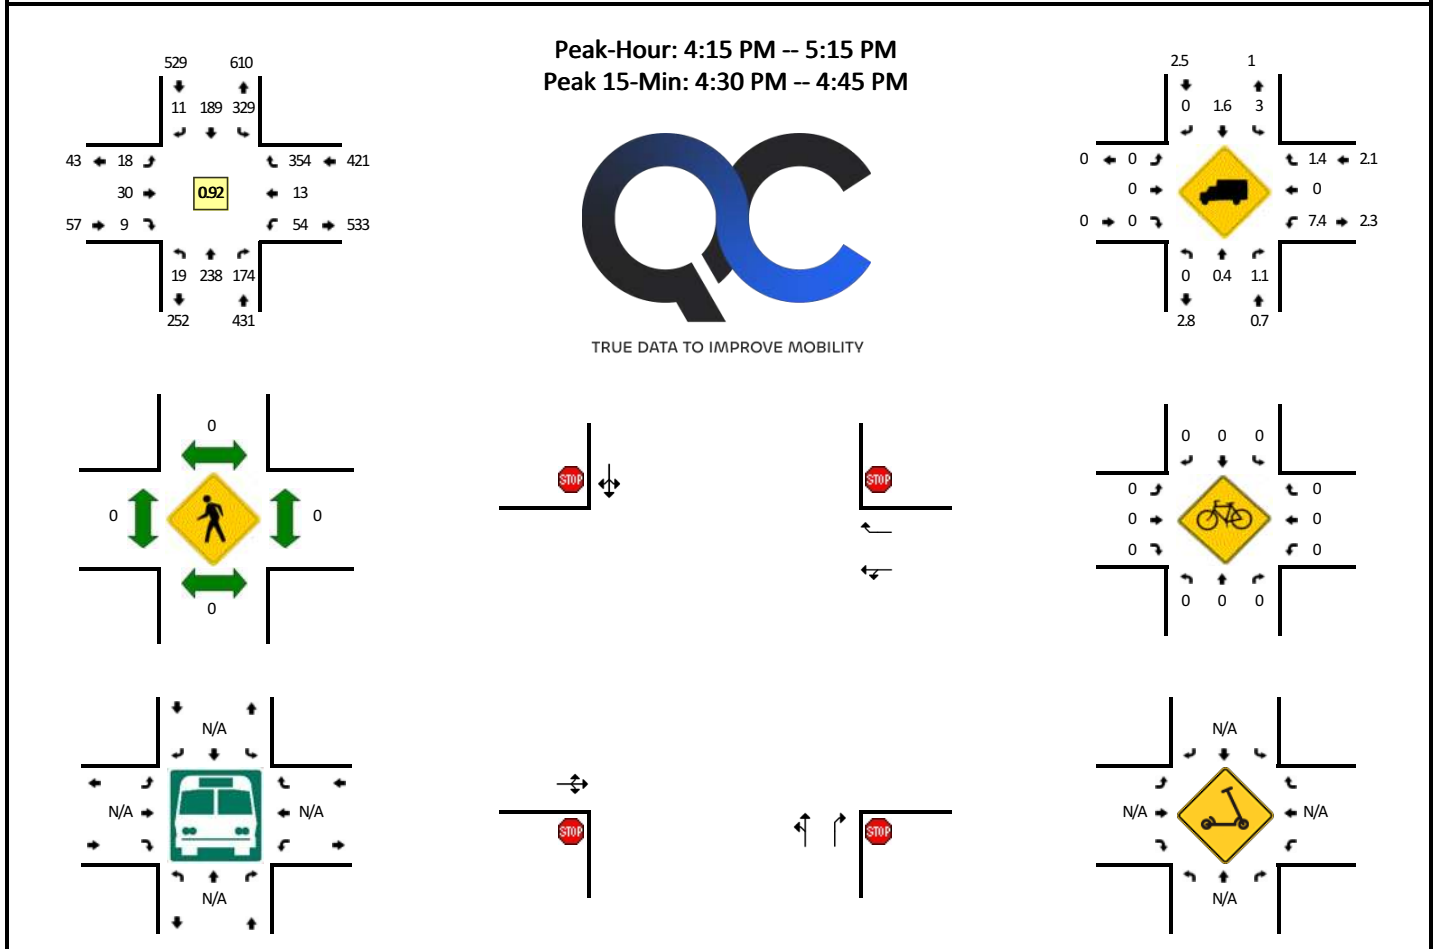 Peak-Hour: 4:15 PM -- 5:15 PM
Peak 15-Min: 4:30 PM -- 4:45 PM
529 610
11 189 329
43 18 354 421
30 0.92 13
57 9 54 533
19 238 174
252 431
QC
TRUE DATA TO IMPROVE MOBILITY
2.5 1
0 1.6 3
0 0 1.4 2.1
0 0
0 0 7.4 2.3
0 0.4 1.1
2.8 0.7
0
0 0
0
STOP STOP
STOP STOP
0 0 0
0 0
0 0
0 0
0 0 0
N/A
N/A N/A
N/A
N/A
N/A N/A
N/A